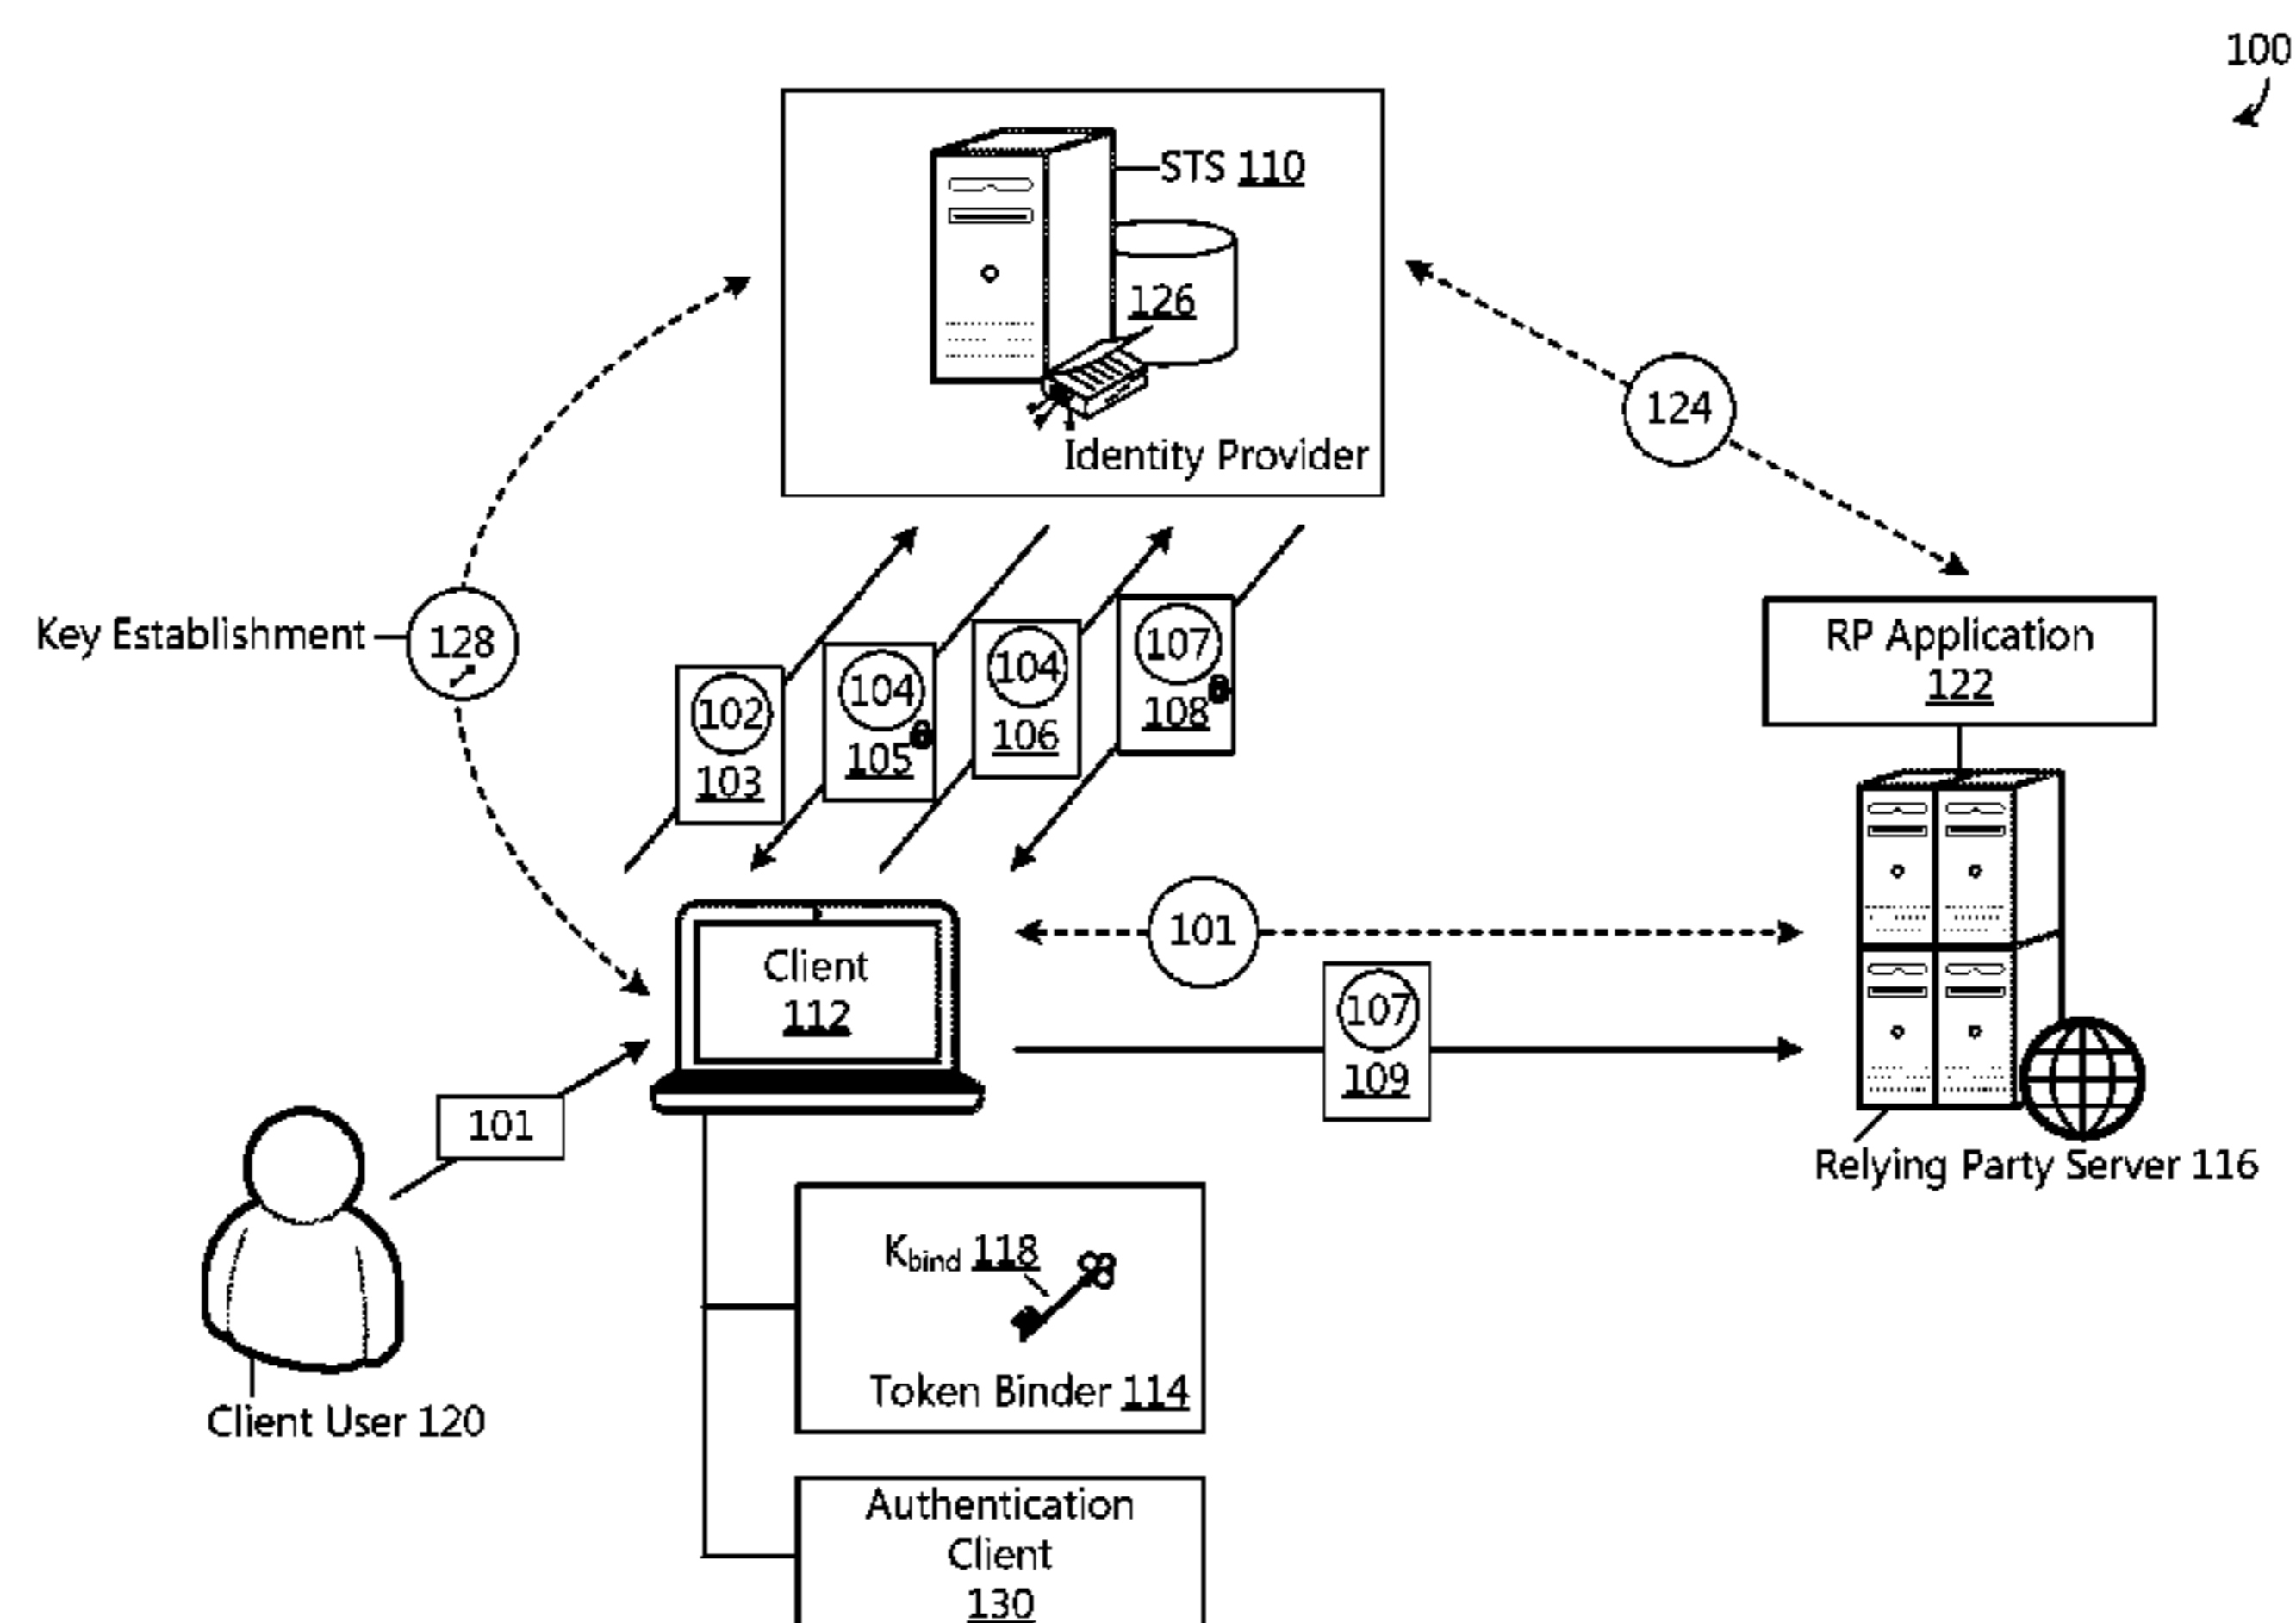 100
STS 110
126
Identity Provider
124
Key Establishment
128
102
103
104
105
104
106
107
108
RP Application
122
101
Client
112
107
109
101
Relying Party Server 116
Kbind 118
Token Binder 114
Client User 120
Authentication
Client
130